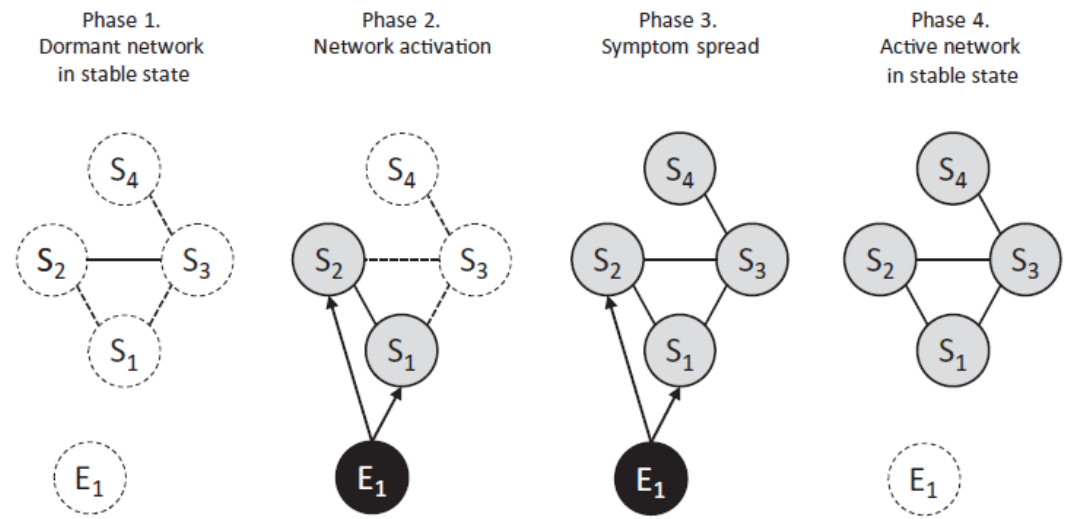 Phase 1.
Dormant network
in stable state
S4
S2
S3
S1
E1
Phase 2.
Network activation
S4
S2
S3
S1
E1
Phase 3.
Symptom spread
S4
S2
S3
S1
E1
Phase 4.
Active network
in stable state
S4
S2
S3
S1
E1